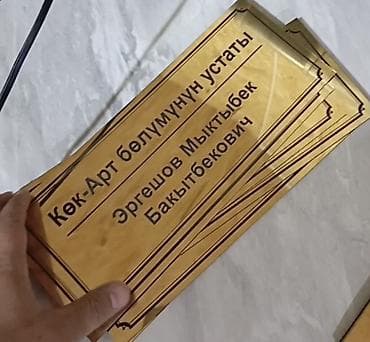 Көк-Арт бөлүмүнүн устаты
Эргешов Мыктыбек
Бакытбекович